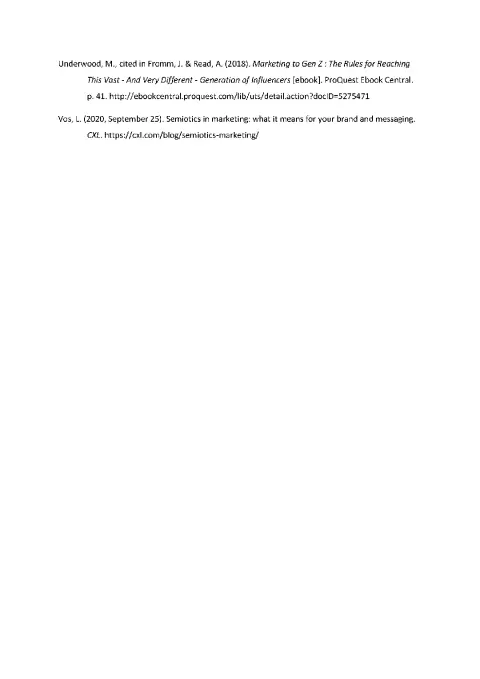 Underwood, M., cited in Fromm, J. & Read, A. (2018). Marketing to Gen Z : The Rules for Reaching
This Vast - And Very Different - Generation of Influencers [ebook]. ProQuest Ebook Central.
p. 41. http://ebookcentral.proquest.com/lib/uts/detail.action?docID=5275471
Vos, L. (2020, September 25). Semiotics in marketing: what it means for your brand and messaging.
CXL. https://cxl.com/blog/semiotics-marketing/